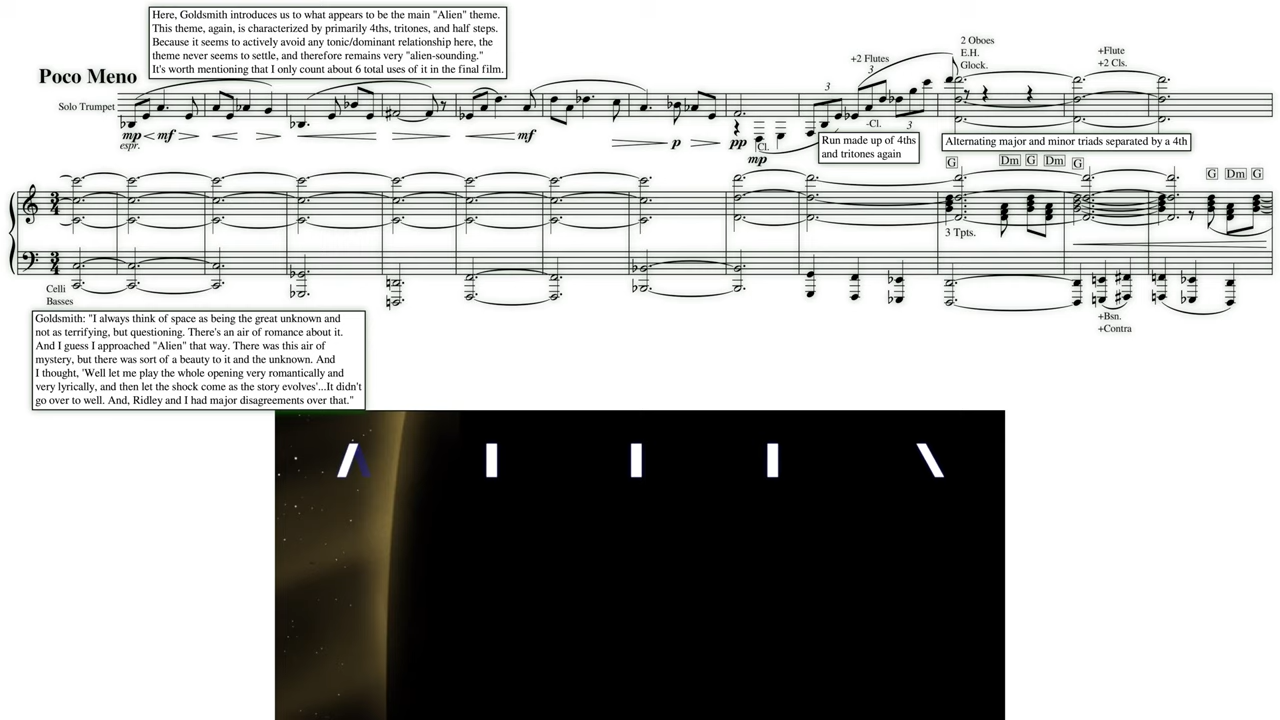 Here, Goldsmith introduces us to what appears to be the main "Alien" theme.
This theme, again, is characterized by primarily 4ths, tritones, and half steps.
Because it seems to actively avoid any tonic/dominant relationship here, the
theme never seems to settle, and therefore remains very "alien-sounding."
It's worth mentioning that I only count about 6 total uses of it in the final film.
Poco Meno
Solo Trumpet
mp mf
espr.
mf
p
pp
Cl.
mp
3
+2 Flutes
3
-Cl.
3
2 Oboes
E.H.
Glock.
+Flute
+2 Cls.
Run made up of 4ths
and tritones again
Alternating major and minor triads separated by a 4th
G Dm G Dm G G Dm G
3 Tpts.
3
4
3
4
Celli
Basses
+Bsn.
+Contra
Goldsmith: "I always think of space as being the great unknown and
not as terrifying, but questioning. There's an air of romance about it.
And I guess I approached "Alien" that way. There was this air of
mystery, but there was sort of a beauty to it and the unknown. And
I thought, 'Well let me play the whole opening very romantically and
very lyrically, and then let the shock come as the story evolves'...It didn't
go over to well. And, Ridley and I had major disagreements over that."